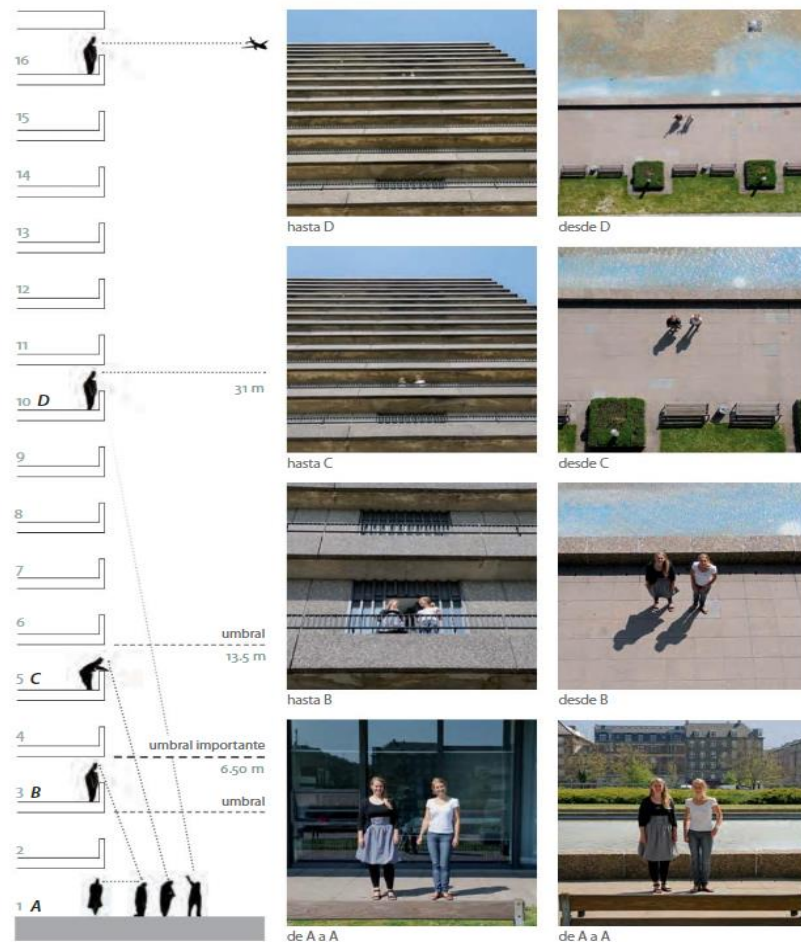 16
15
14
13
12
11
31 m
10 D
9
8
7
6
umbral
13.5 m
5 C
4
umbral importante
6.50 m
3 B
umbral
2
1 A
hasta D
desde D
hasta C
desde C
hasta B
desde B
de A a A
de A a A